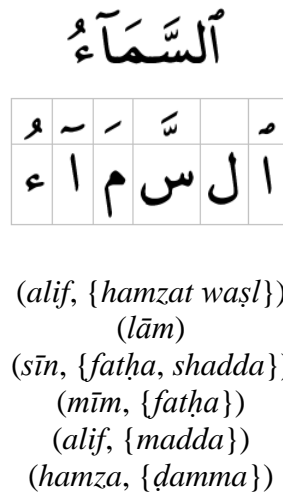 ٱلسَّمَآءُ
ٱ ل سَّ مَ آ ءُ
(alif, {hamzat waṣl})
(lām)
(sīn, {fatḥa, shadda})
(mīm, {fatḥa})
(alif, {madda})
(hamza, {ḍamma})